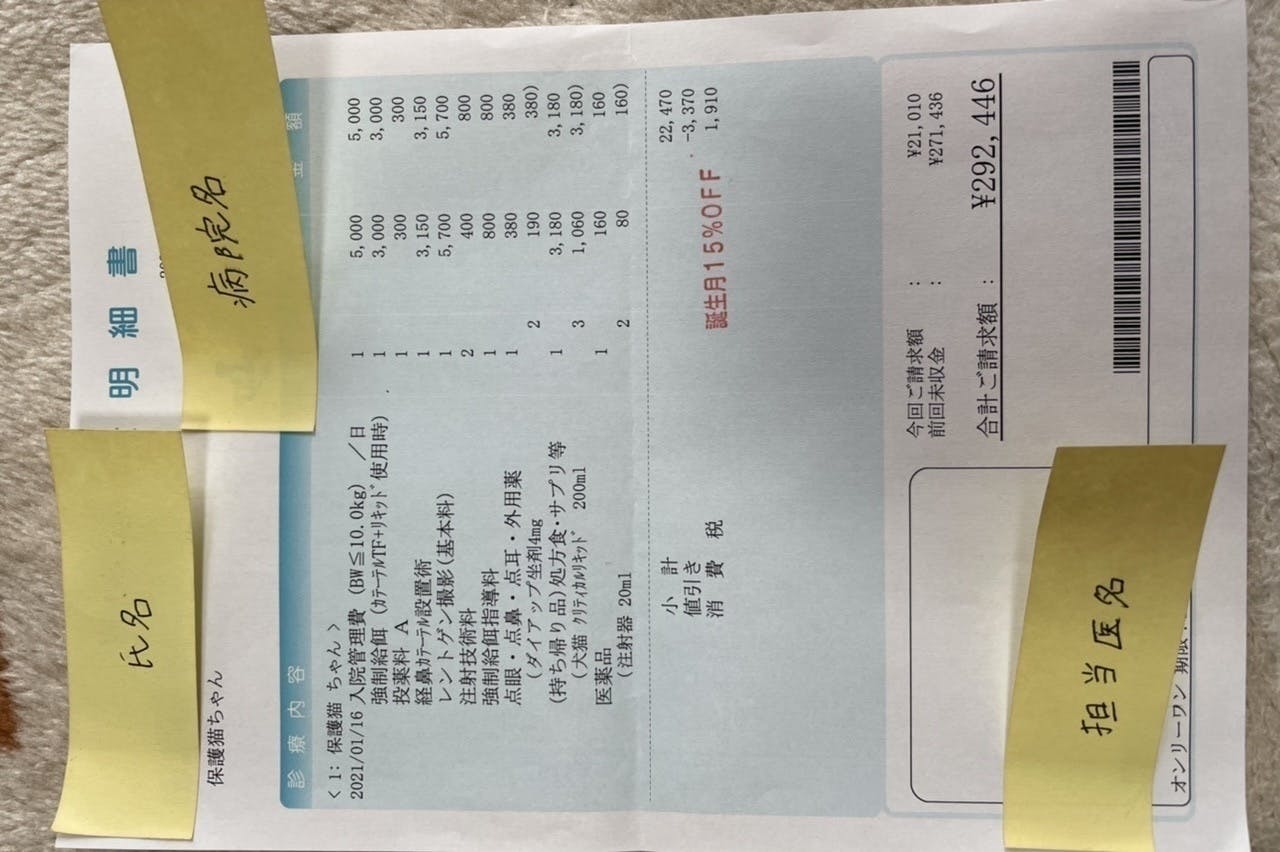 明細書
病院名
氏名
保護猫ちゃん
診療内容 金額
< 1: 保護猫 ちゃん >
2021/01/16 入院管理費 (BW≦10.0kg) /日 1 5,000 5,000
強制給餌 (ｶﾃｰﾃﾙTF+ﾘｷｯﾄﾞ使用時) 1 3,000 3,000
投薬料 A 1 300 300
経鼻ｶﾃｰﾃﾙ設置術 1 3,150 3,150
レントゲン撮影(基本料) 1 5,700 5,700
注射技術料 2 400 800
強制給餌指導料 1 800 800
点眼・点鼻・点耳・外用薬 1 380 380
(ダイアップ坐剤4mg 2 190 380)
(持ち帰り品)処方食・サプリ等 1 3,180 3,180
(犬猫 ｸﾘﾃｨｶﾙﾘｷｯﾄﾞ 200ml 3 1,060 3,180)
医薬品 1 160 160
(注射器 20ml 2 80 160)
小計 22,470
値引き -3,370
消費税 1,910
誕生月15%OFF
今回ご請求額 : ¥21,010
前回未収金 : ¥271,436
合計ご請求額 : ¥292,446
担当医名
オンリーワン 期限